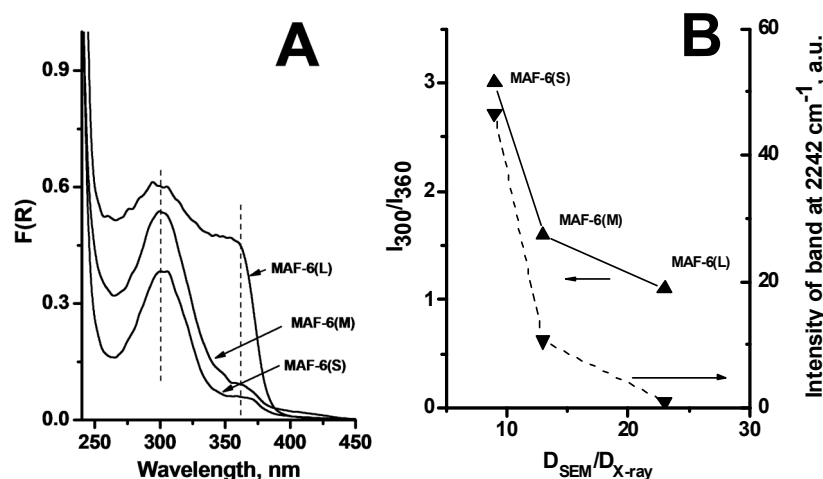 A
0.9
0.6
0.3
0.0
F(R)
MAF-6(L)
MAF-6(M)
MAF-6(S)
250
300
350
400
450
Wavelength, nm
B
3
2
1
0
I300/I360
MAF-6(S)
MAF-6(M)
MAF-6(L)
60
40
20
0
Intensity of band at 2242 cm⁻¹, a.u.
10
20
30
DSEM/DX-ray